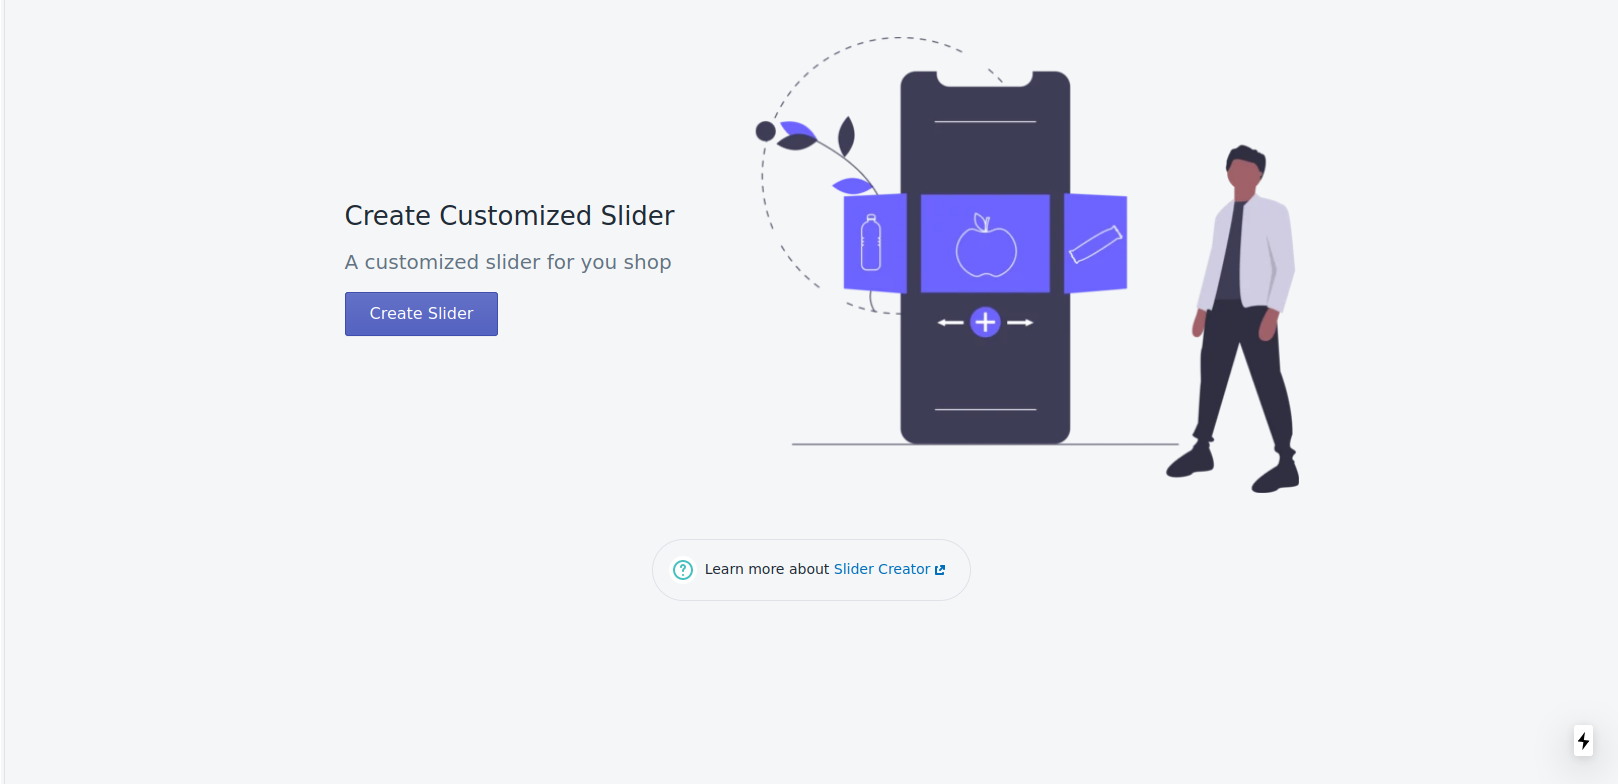 Create Customized Slider
A customized slider for you shop
Create Slider
Learn more about Slider Creator